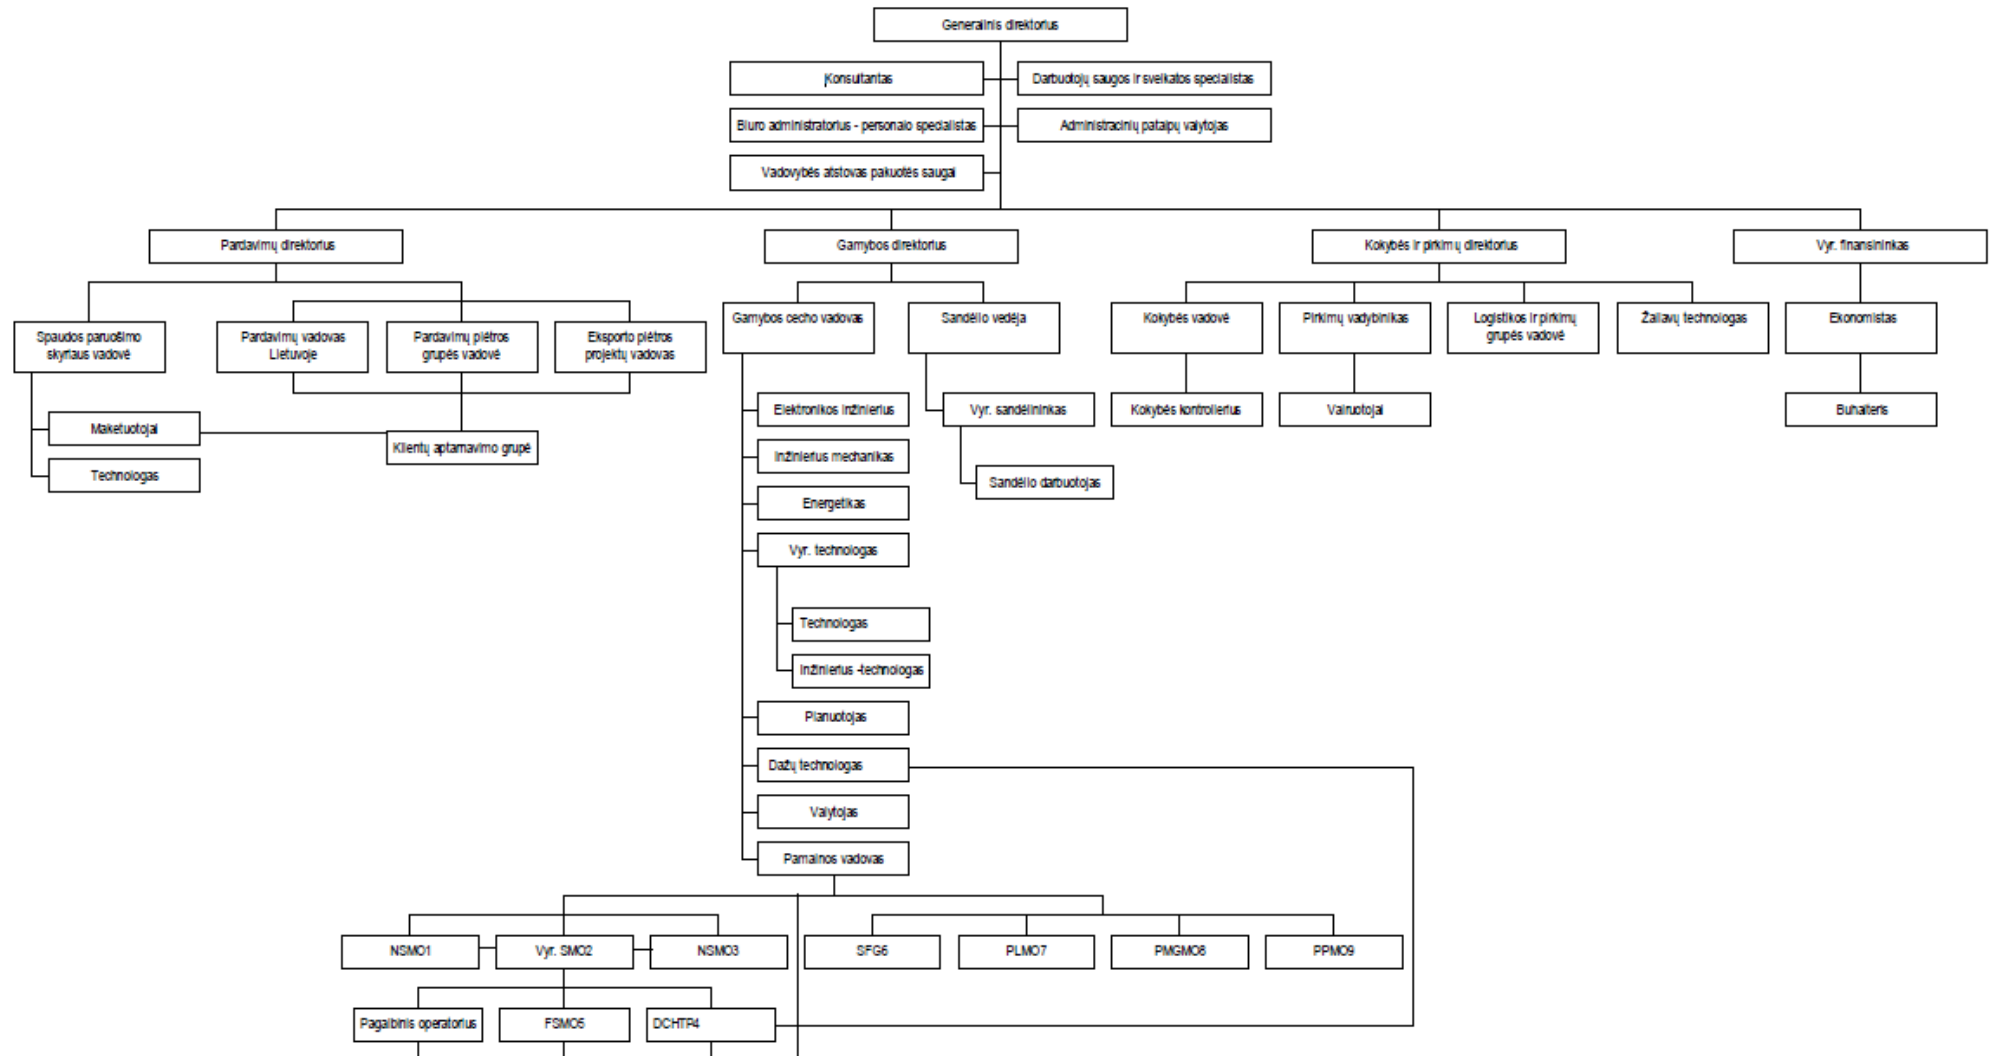 Generalinis direktorius
Konsultantas
Darbuotojų saugos ir sveikatos specialistas
Biuro administratorius - personalo specialistas
Administracinių patalpų valytojas
Vadovybės atstovas pakuotės saugai
Pardavimų direktorius
Gamybos direktorius
Kokybės ir pirkimų direktorius
Vyr. finansininkas
Spaudos paruošimo
skyriaus vadovė
Pardavimų vadovas
Lietuvoje
Pardavimų plėtros
grupės vadovė
Eksporto plėtros
projektų vadovas
Gamybos cecho vadovas
Sandėlio vedėja
Kokybės vadovė
Pirkimų vadybinikas
Logistikos ir pirkimų
grupės vadovė
Žaliavų technologas
Ekonomistas
Maketuotojai
Klientų aptarnavimo grupė
Technologas
Elektronikos inžinierius
Vyr. sandėlininkas
Kokybės kontrolierius
Vairuotojai
Buhalteris
Inžinierius mechanikas
Sandėlio darbuotojas
Energetikas
Vyr. technologas
Technologas
Inžinierius -technologas
Planuotojas
Dažų technologas
Valytojas
Pamainos vadovas
NSMO1
Vyr. SMO2
NSMO3
SFG6
PLMO7
PMGMO8
PPMO9
Pagalbinis operatorius
FSMO5
DCHTP4